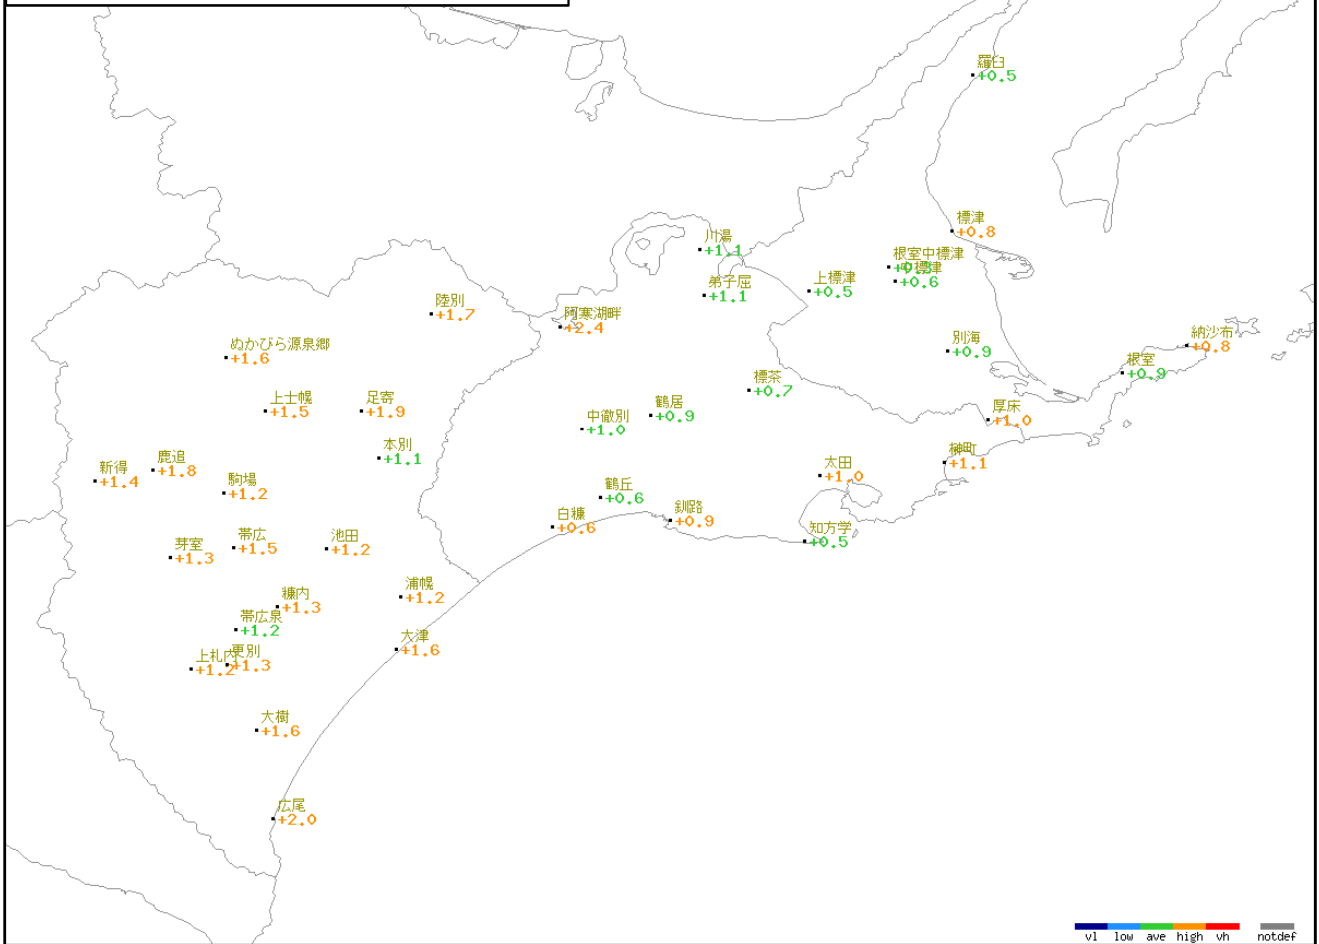 羅臼
+0.5
標津
+0.8
川湯
+1.1
根室中標津
中標津
+0.6
弟子屈
+1.1
上標津
+0.5
陸別
+1.7
阿寒湖畔
+2.4
納沙布
+0.8
ぬかびら源泉郷
+1.6
別海
+0.9
根室
+0.9
標茶
+0.7
上士幌
+1.5
足寄
+1.9
鶴居
+0.9
厚床
+1.0
中徹別
+1.0
本別
+1.1
榊町
+1.1
新得
+1.4
鹿追
+1.8
太田
+1.0
駒場
+1.2
鶴丘
+0.6
白糠
+0.6
釧路
+0.9
知方学
+0.5
芽室
+1.3
帯広
+1.5
池田
+1.2
浦幌
+1.2
糠内
+1.3
帯広泉
+1.2
大津
+1.6
上札内
+1.2
更別
+1.3
大樹
+1.6
広尾
+2.0
vl low ave high vh notdef